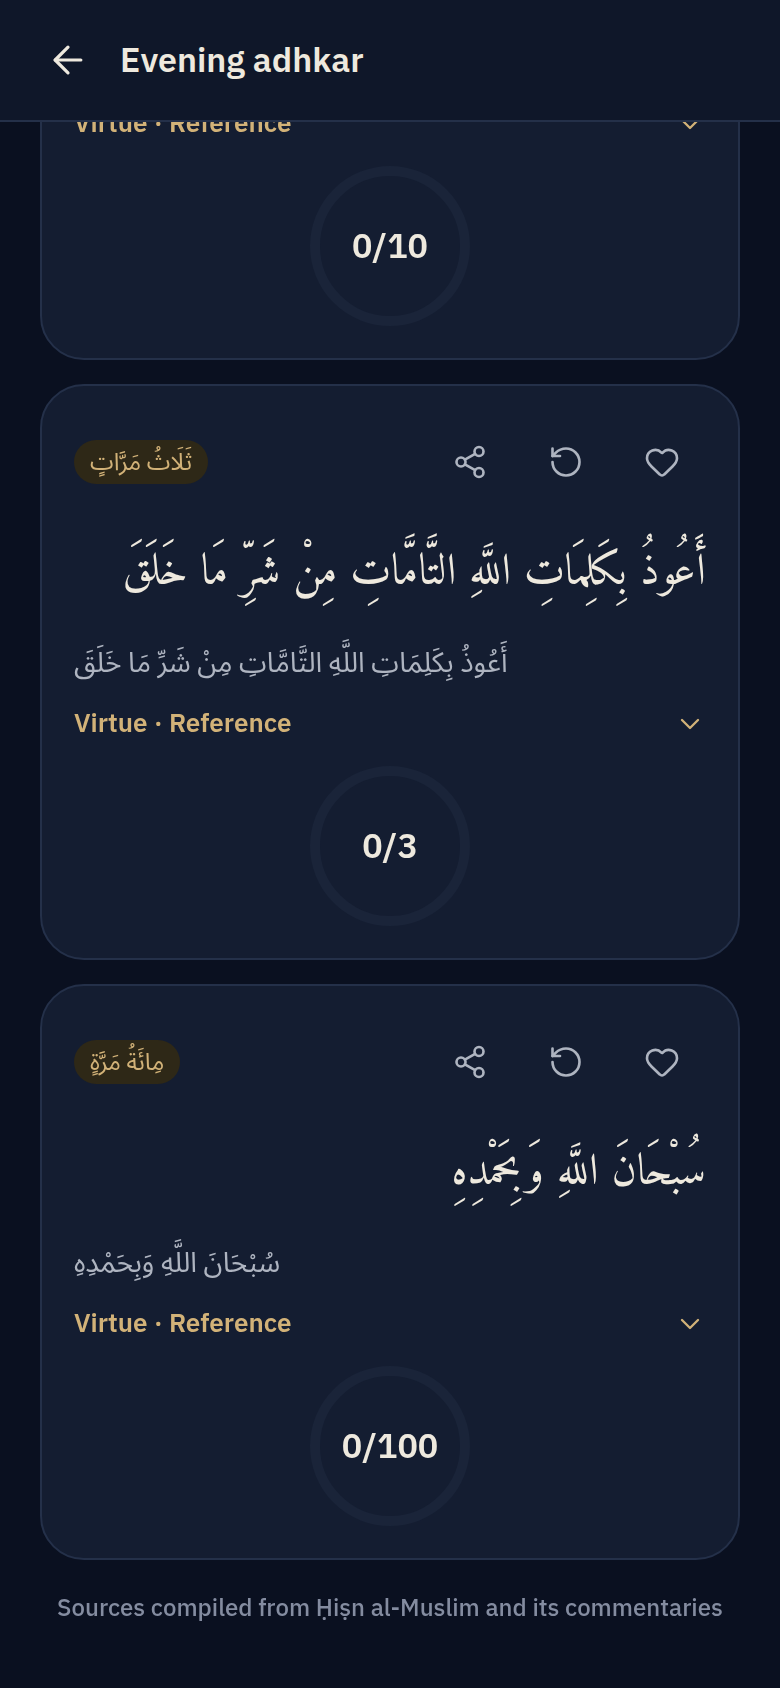 Evening adhkar
Virtue · Reference
0/10
ثَلَاثُ مَرَّاتٍ
أَعُوذُ بِكَلِمَاتِ اللَّهِ التَّامَّاتِ مِنْ شَرِّ مَا خَلَقَ
أَعُوذُ بِكَلِمَاتِ اللَّهِ التَّامَّاتِ مِنْ شَرِّ مَا خَلَقَ
Virtue · Reference
0/3
مِائَةُ مَرَّةٍ
سُبْحَانَ اللَّهِ وَبِحَمْدِهِ
سُبْحَانَ اللَّهِ وَبِحَمْدِهِ
Virtue · Reference
0/100
Sources compiled from Ḥiṣn al-Muslim and its commentaries